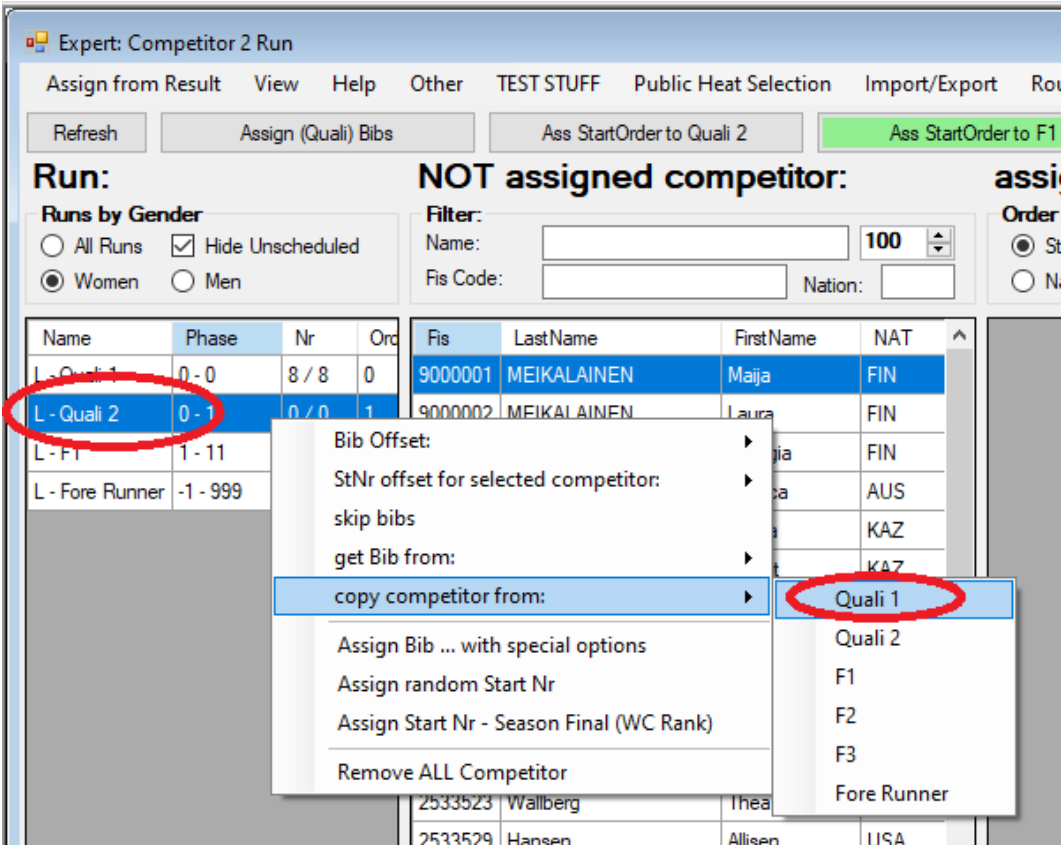 Expert: Competitor 2 Run
Assign from Result View Help Other TEST STUFF Public Heat Selection Import/Export
Refresh Assign (Quali) Bibs Ass StartOrder to Quali 2 Ass StartOrder to F1
Run: NOT assigned competitor:
Runs by Gender Filter: Order
All Runs Hide Unscheduled Name: 100
Women Men Fis Code: Nation:
Name Phase Nr Fis LastName FirstName NAT
L - Quali 1 0 - 0 8 / 8 0 9000001 MEIKALAINEN Maija FIN
L - Quali 2 0 - 1 0 / 0 1 9000002 MEIKALAINEN Laura FIN
L - F1 1 - 11 FIN
L - Fore Runner -1 - 999 AUS
KAZ
KAZ
Bib Offset:
StNr offset for selected competitor:
skip bibs
get Bib from:
copy competitor from:
Assign Bib ... with special options
Assign random Start Nr
Assign Start Nr - Season Final (WC Rank)
Remove ALL Competitor
Quali 1
Quali 2
F1
F2
F3
Fore Runner
2533523 Wallberg Thea
2533529 Hansen Allisen USA